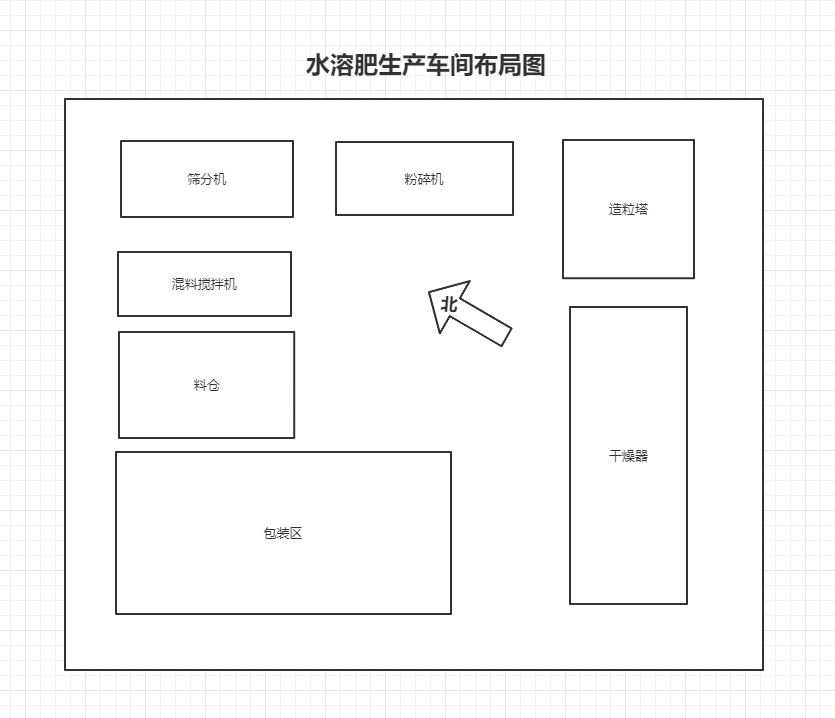 水溶肥生产车间布局图
筛分机
粉碎机
造粒塔
混料搅拌机
北
料仓
干燥器
包装区